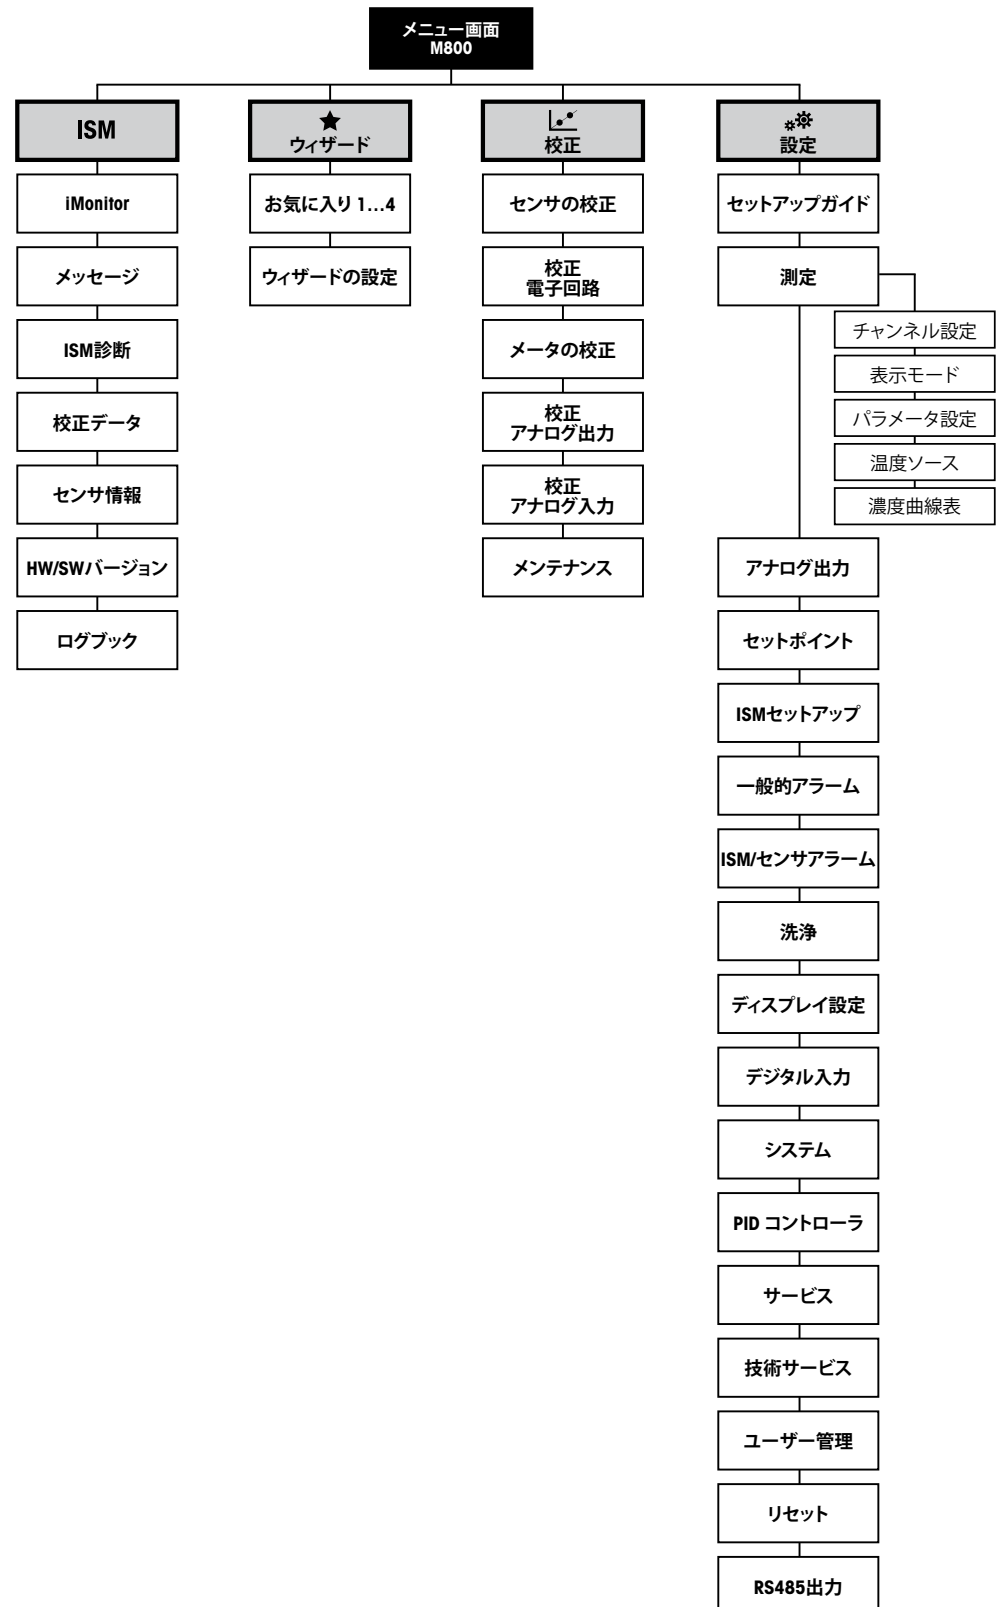 メニュー画面
M800
ISM
iMonitor
メッセージ
ISM診断
校正データ
センサ情報
HW/SWバージョン
ログブック
ウィザード
お気に入り 1...4
ウィザードの設定
校正
センサの校正
校正
電子回路
メータの校正
校正
アナログ出力
校正
アナログ入力
メンテナンス
設定
セットアップガイド
測定
チャンネル設定
表示モード
パラメータ設定
温度ソース
濃度曲線表
アナログ出力
セットポイント
ISMセットアップ
一般的アラーム
ISM/センサアラーム
洗浄
ディスプレイ設定
デジタル入力
システム
PID コントローラ
サービス
技術サービス
ユーザー管理
リセット
RS485出力